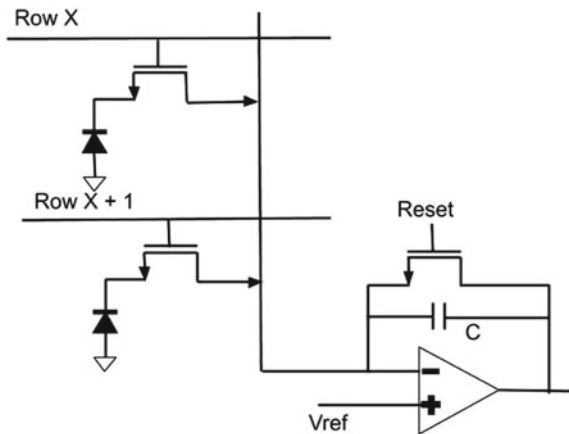 Row X
Row X + 1
Reset
C
Vref